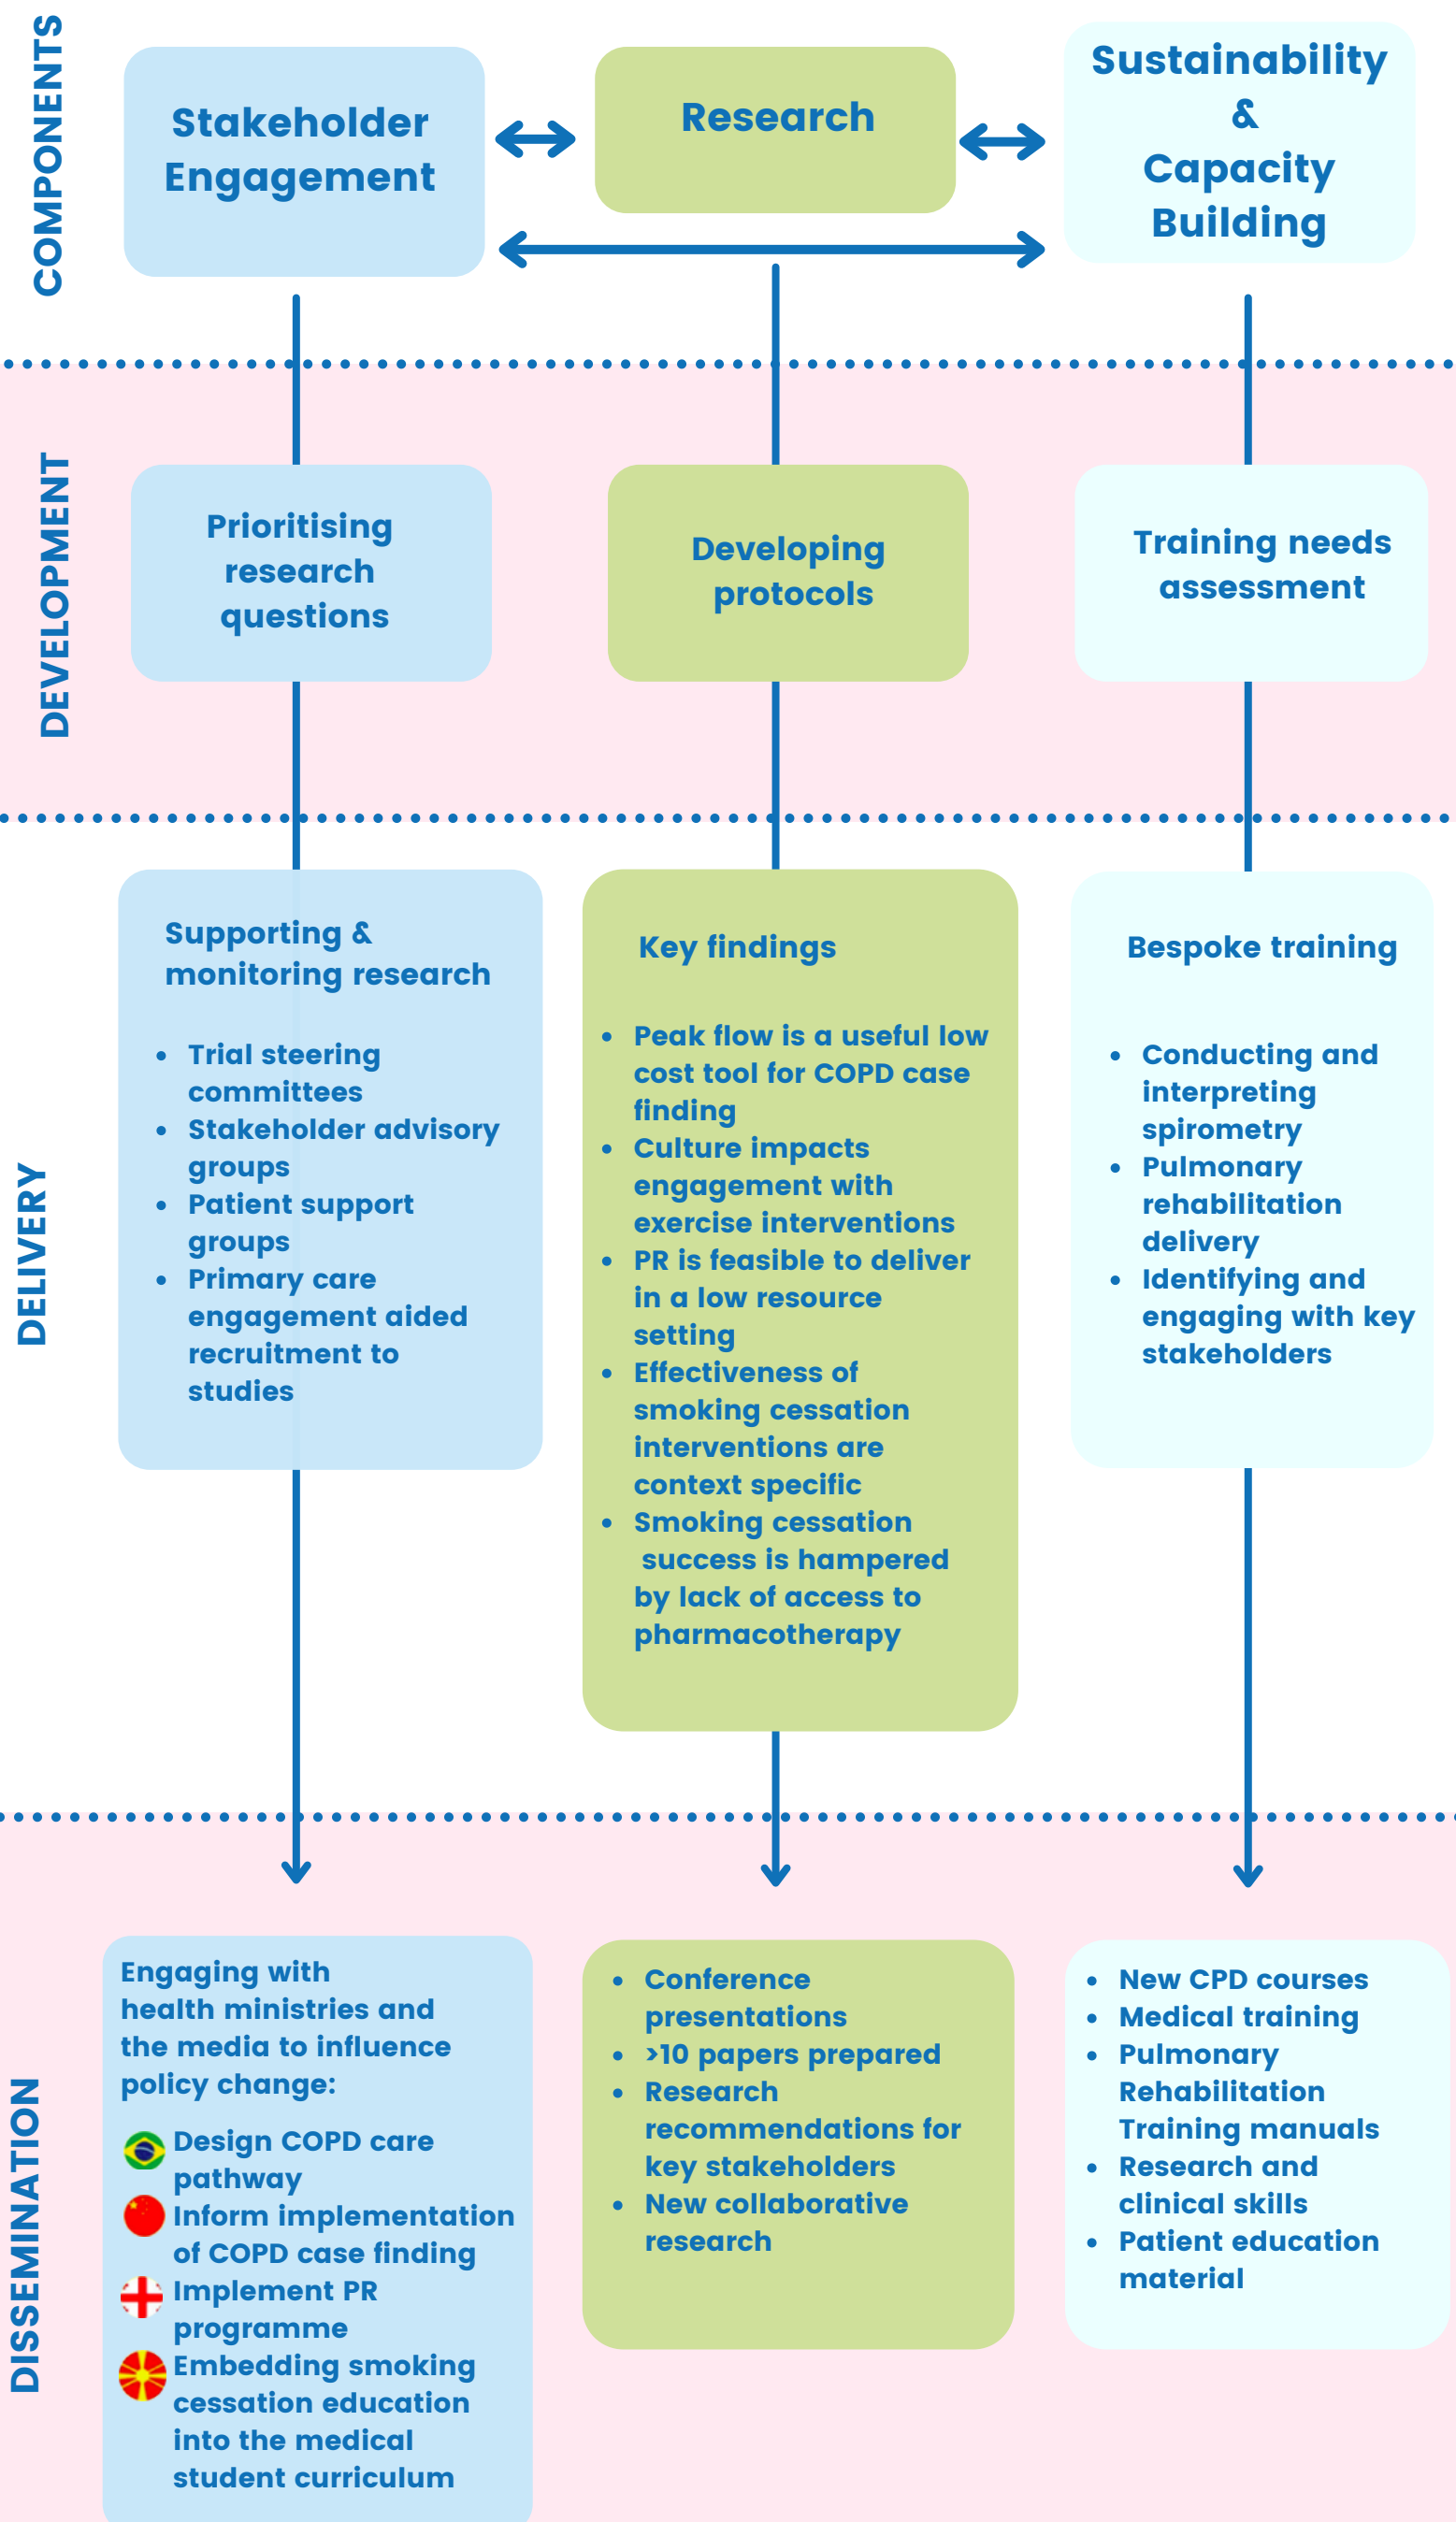 COMPONENTS
Stakeholder
Engagement
Research
Sustainability
&
Capacity
Building
DEVELOPMENT
Prioritising
research
questions
Developing
protocols
Training needs
assessment
DELIVERY
Supporting &
monitoring research
• Trial steering
committees
• Stakeholder advisory
groups
• Patient support
groups
• Primary care
engagement aided
recruitment to
studies
Key findings
• Peak flow is a useful low
cost tool for COPD case
finding
• Culture impacts
engagement with
exercise interventions
• PR is feasible to deliver
in a low resource
setting
• Effectiveness of
smoking cessation
interventions are
context specific
• Smoking cessation
success is hampered
by lack of access to
pharmacotherapy
Bespoke training
• Conducting and
interpreting
spirometry
• Pulmonary
rehabilitation
delivery
• Identifying and
engaging with key
stakeholders
DISSEMINATION
Engaging with
health ministries and
the media to influence
policy change:
Design COPD care
pathway
Inform implementation
of COPD case finding
Implement PR
programme
Embedding smoking
cessation education
into the medical
student curriculum
• Conference
presentations
• >10 papers prepared
• Research
recommendations for
key stakeholders
• New collaborative
research
• New CPD courses
• Medical training
• Pulmonary
Rehabilitation
Training manuals
• Research and
clinical skills
• Patient education
material